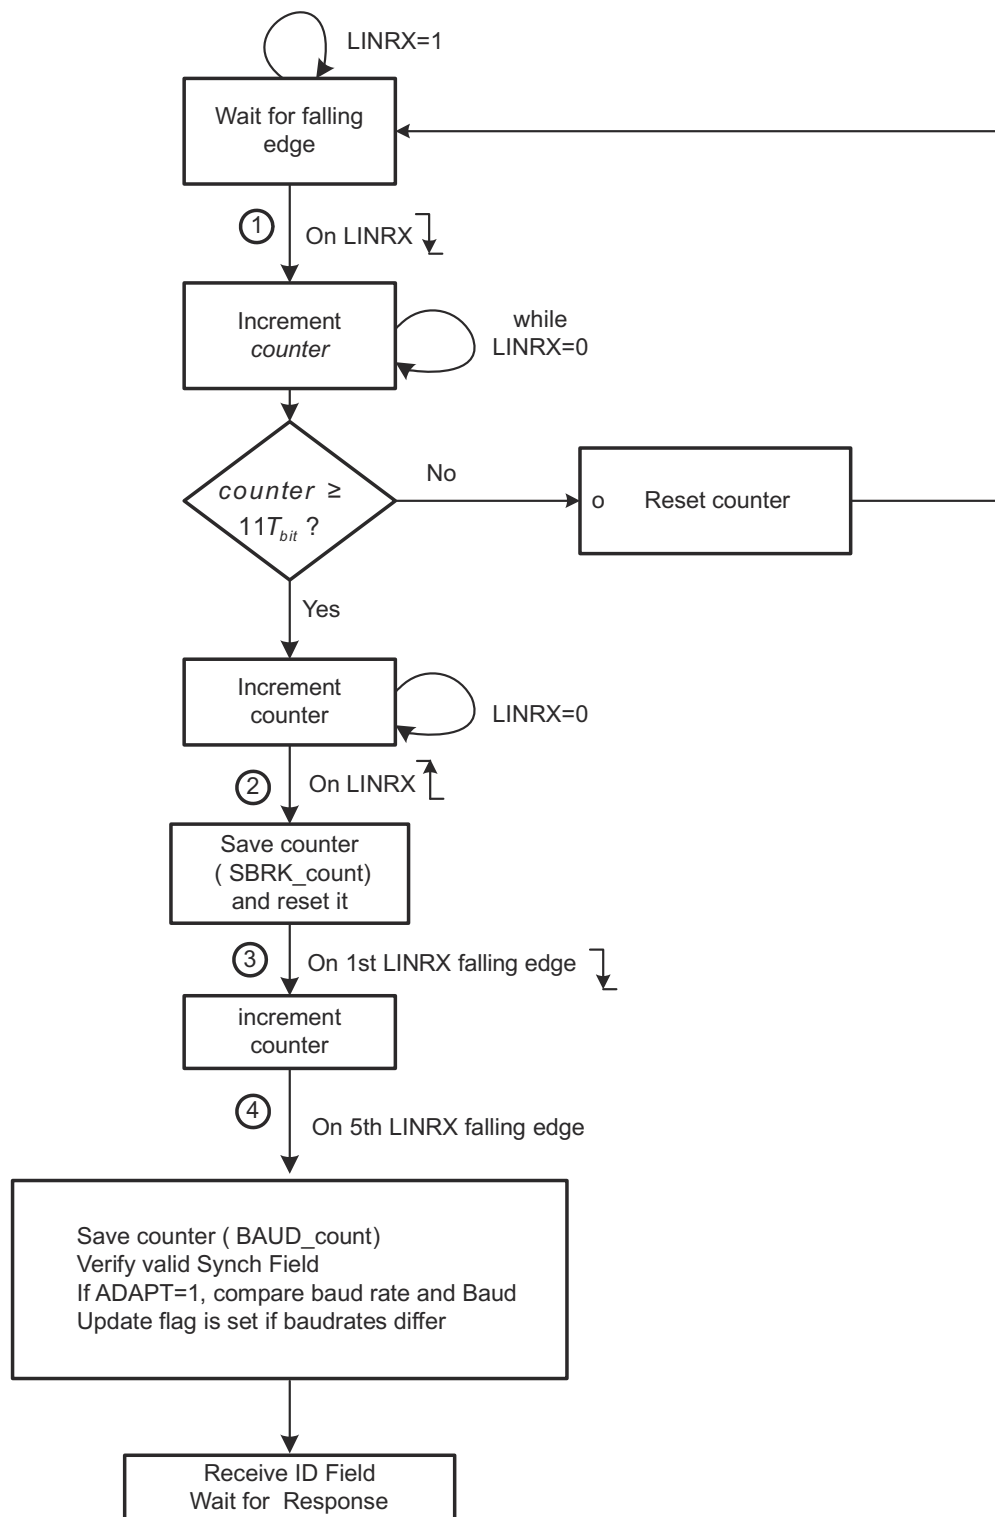 LINRX=1
Wait for falling
edge
1
On LINRX
Increment
counter
while
LINRX=0
counter ≥
11Tbit ?
No
o Reset counter
Yes
Increment
counter
LINRX=0
2
On LINRX
Save counter
( SBRK_count)
and reset it
3
On 1st LINRX falling edge
increment
counter
4
On 5th LINRX falling edge
Save counter ( BAUD_count)
Verify valid Synch Field
If ADAPT=1, compare baud rate and Baud
Update flag is set if baudrates differ
Receive ID Field
Wait for Response